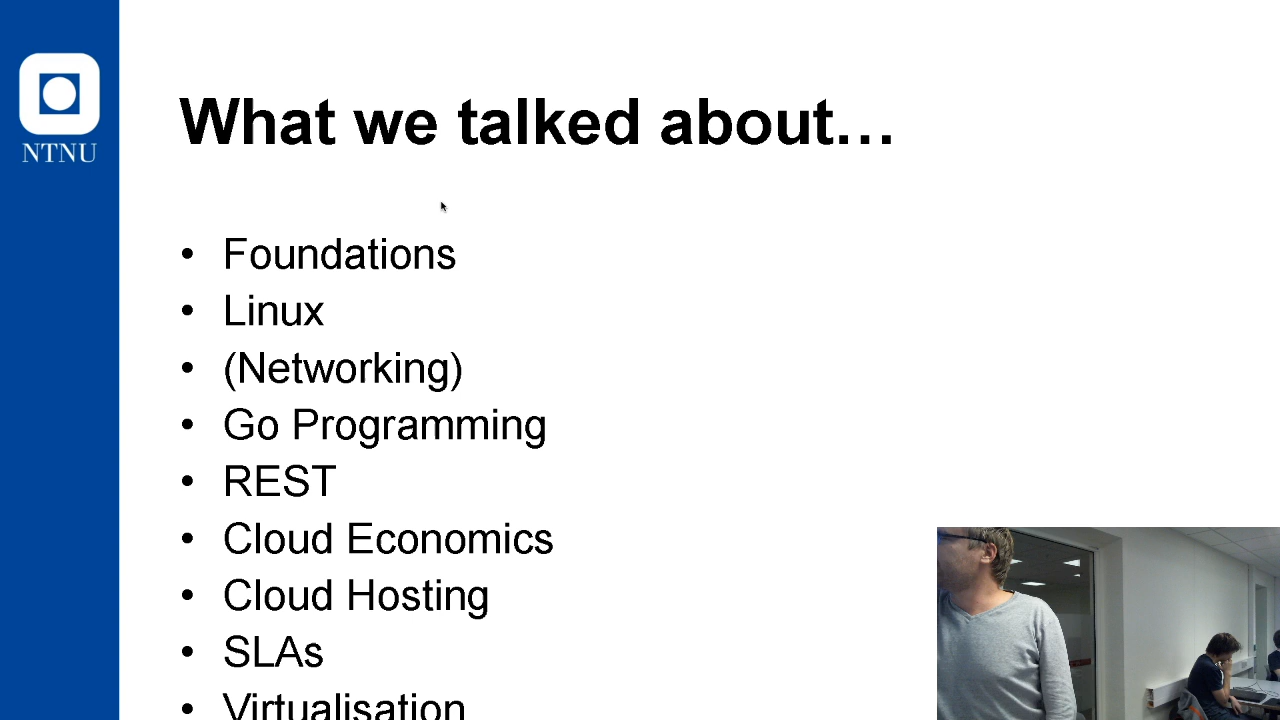 NTNU
What we talked about…
• Foundations
• Linux
• (Networking)
• Go Programming
• REST
• Cloud Economics
• Cloud Hosting
• SLAs
• Virtualisation